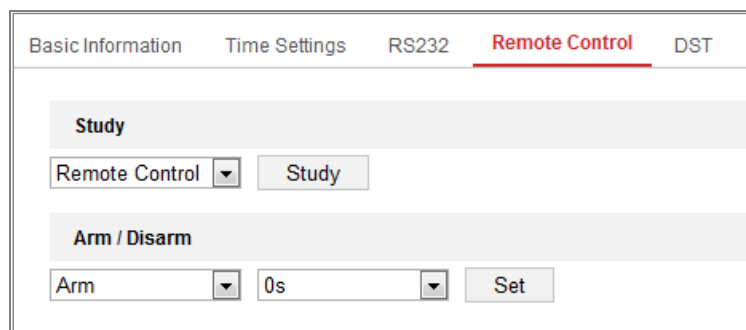 Basic Information Time Settings RS232 Remote Control DST
Study
Remote Control Study
Arm / Disarm
Arm 0s Set